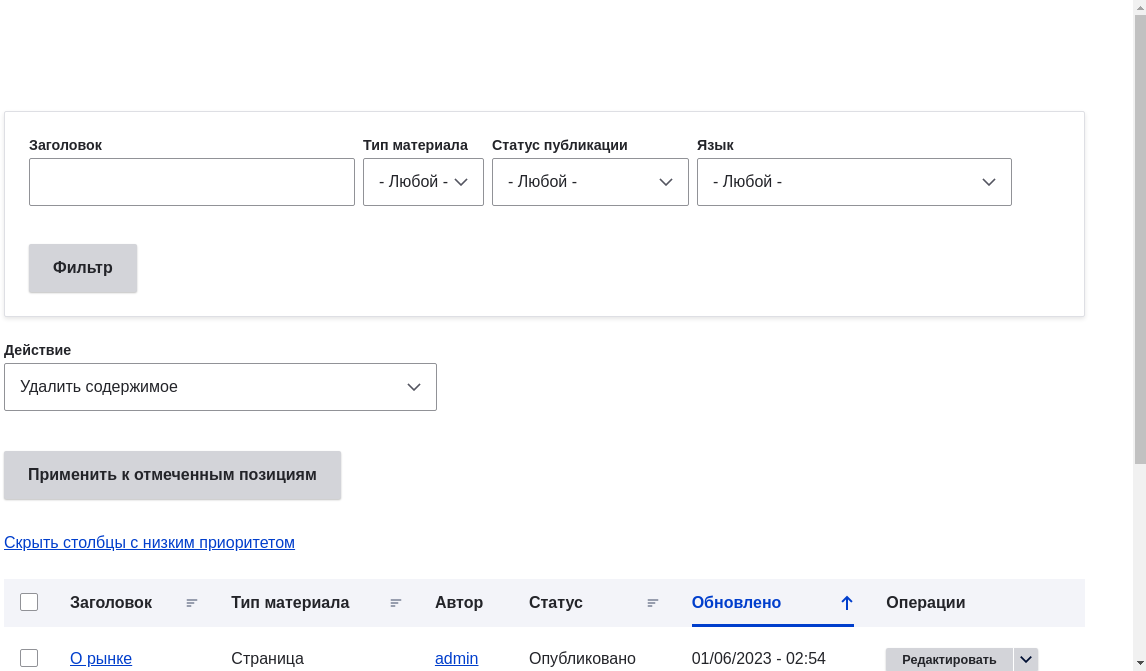 Заголовок Тип материала Статус публикации Язык
- Любой - - Любой - - Любой -
Фильтр
Действие
Удалить содержимое
Применить к отмеченным позициям
Скрыть столбцы с низким приоритетом
Заголовок Тип материала Автор Статус Обновлено Операции
О рынке Страница admin Опубликовано 01/06/2023 - 02:54 Редактировать